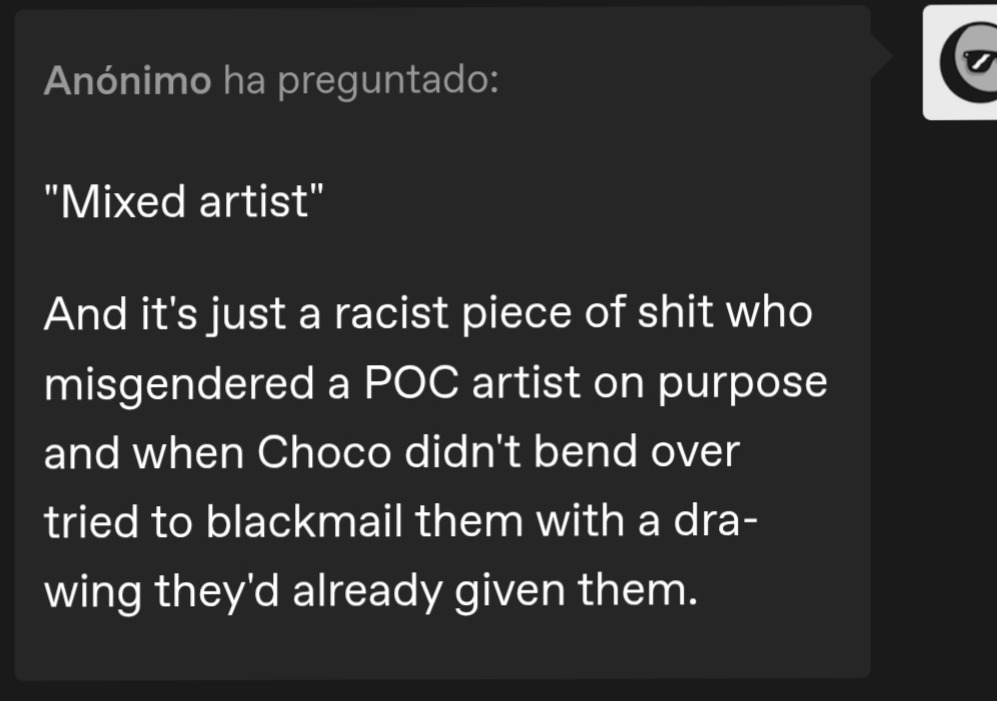 Anónimo ha preguntado:
"Mixed artist"
And it's just a racist piece of shit who
misgendered a POC artist on purpose
and when Choco didn't bend over
tried to blackmail them with a dra-
wing they'd already given them.